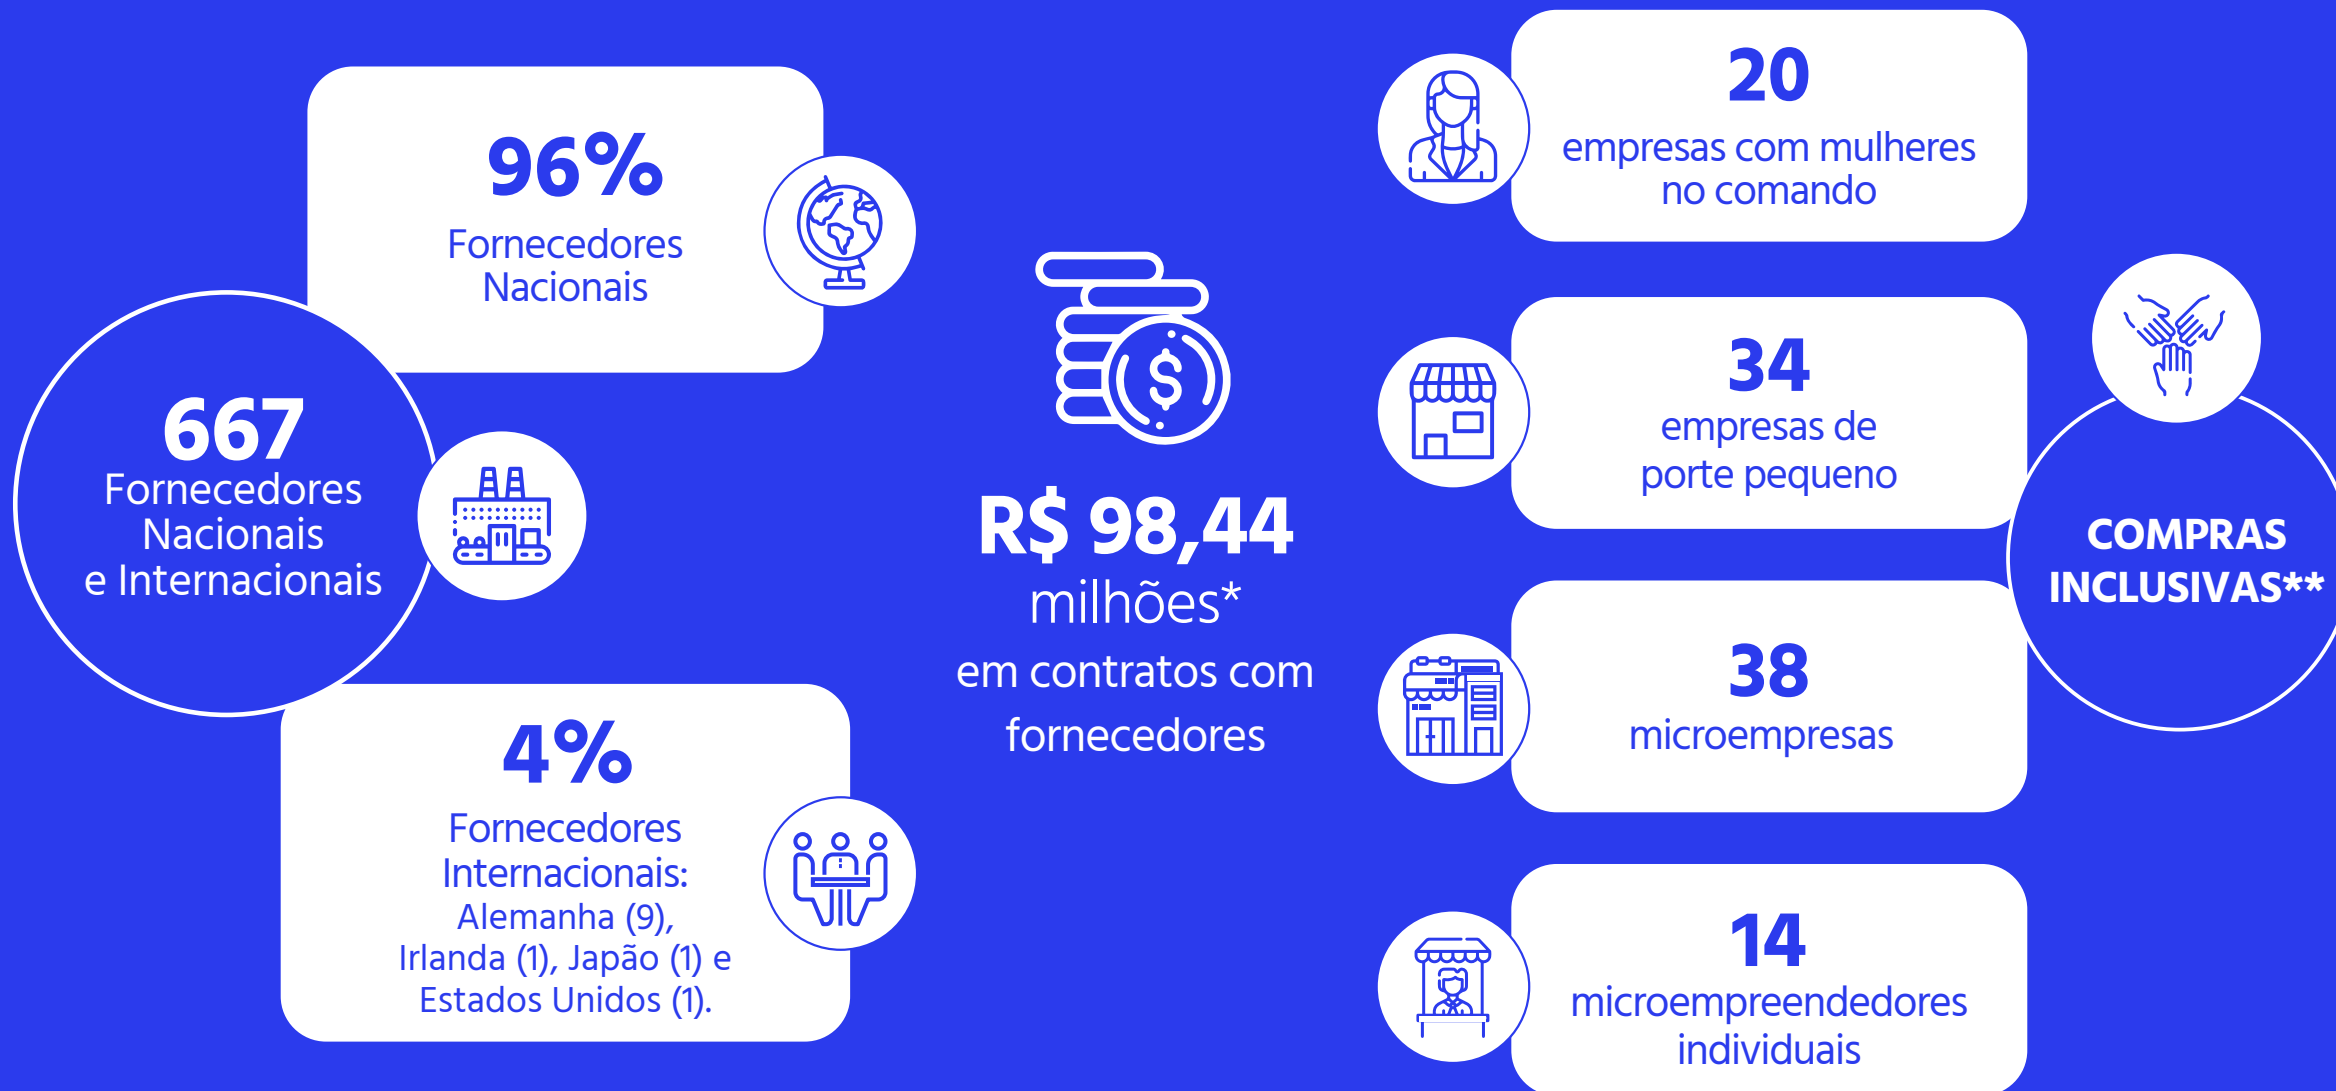 96%
Fornecedores
Nacionais
667
Fornecedores
Nacionais
e Internacionais
4%
Fornecedores
Internacionais:
Alemanha (9),
Irlanda (1), Japão (1) e
Estados Unidos (1).
R$ 98,44
milhões*
em contratos com
fornecedores
20
empresas com mulheres
no comando
34
empresas de
porte pequeno
38
microempresas
14
microempreendedores
individuais
COMPRAS
INCLUSIVAS**